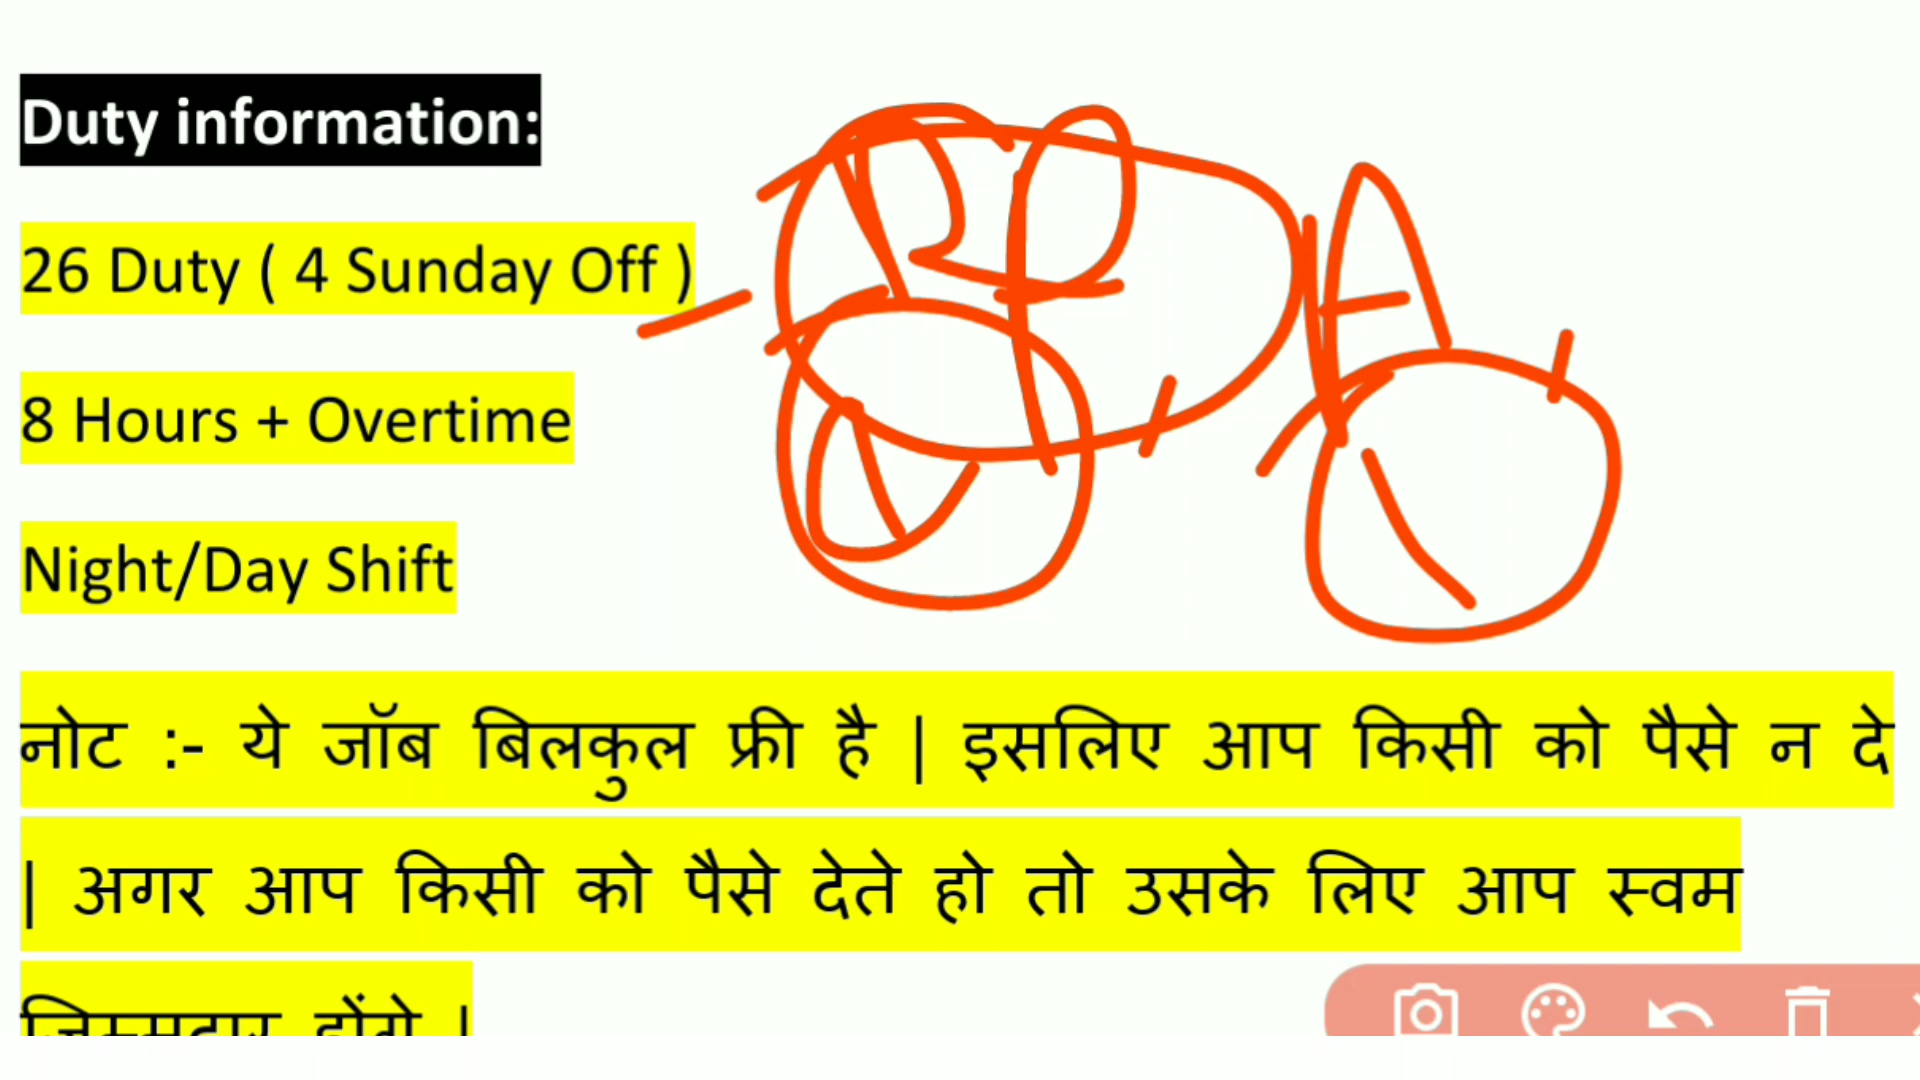 Duty information:
26 Duty ( 4 Sunday Off )
8 Hours + Overtime
Night/Day Shift
नोट :- ये जॉब बिलकुल फ्री है | इसलिए आप किसी को पैसे न दे
| अगर आप किसी को पैसे देते हो तो उसके लिए आप स्वम
जिम्मदार होंगे |